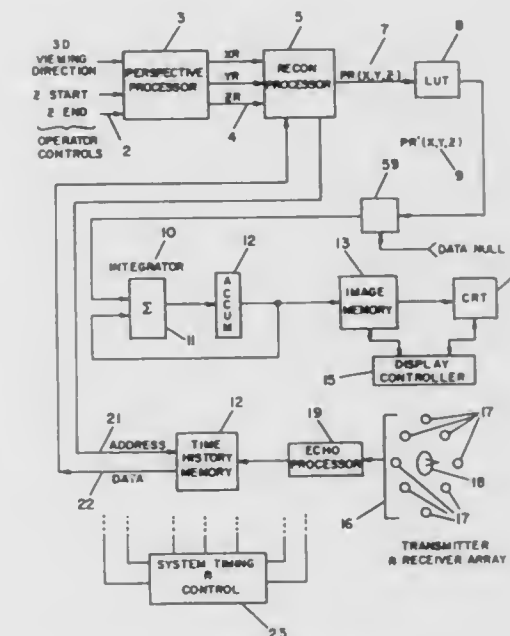 3D
VIEWING
DIRECTION
2 START
2 END
OPERATOR
CONTROLS
2
3
PERSPECTIVE
PROCESSOR
XR
YR
ZR
4
5
RECON
PROCESSOR
7
PR(X,Y,Z)
8
LUT
PR'(X,Y,Z)
9
59
DATA NULL
10
INTEGRATOR
Σ
11
12
ACCUM
13
IMAGE
MEMORY
CRT
15
DISPLAY
CONTROLLER
21
ADDRESS
22
DATA
12
TIME
HISTORY
MEMORY
19
ECHO
PROCESSOR
16
17
18
17
TRANSMITTER
& RECEIVER ARRAY
SYSTEM TIMING
&
CONTROL
23